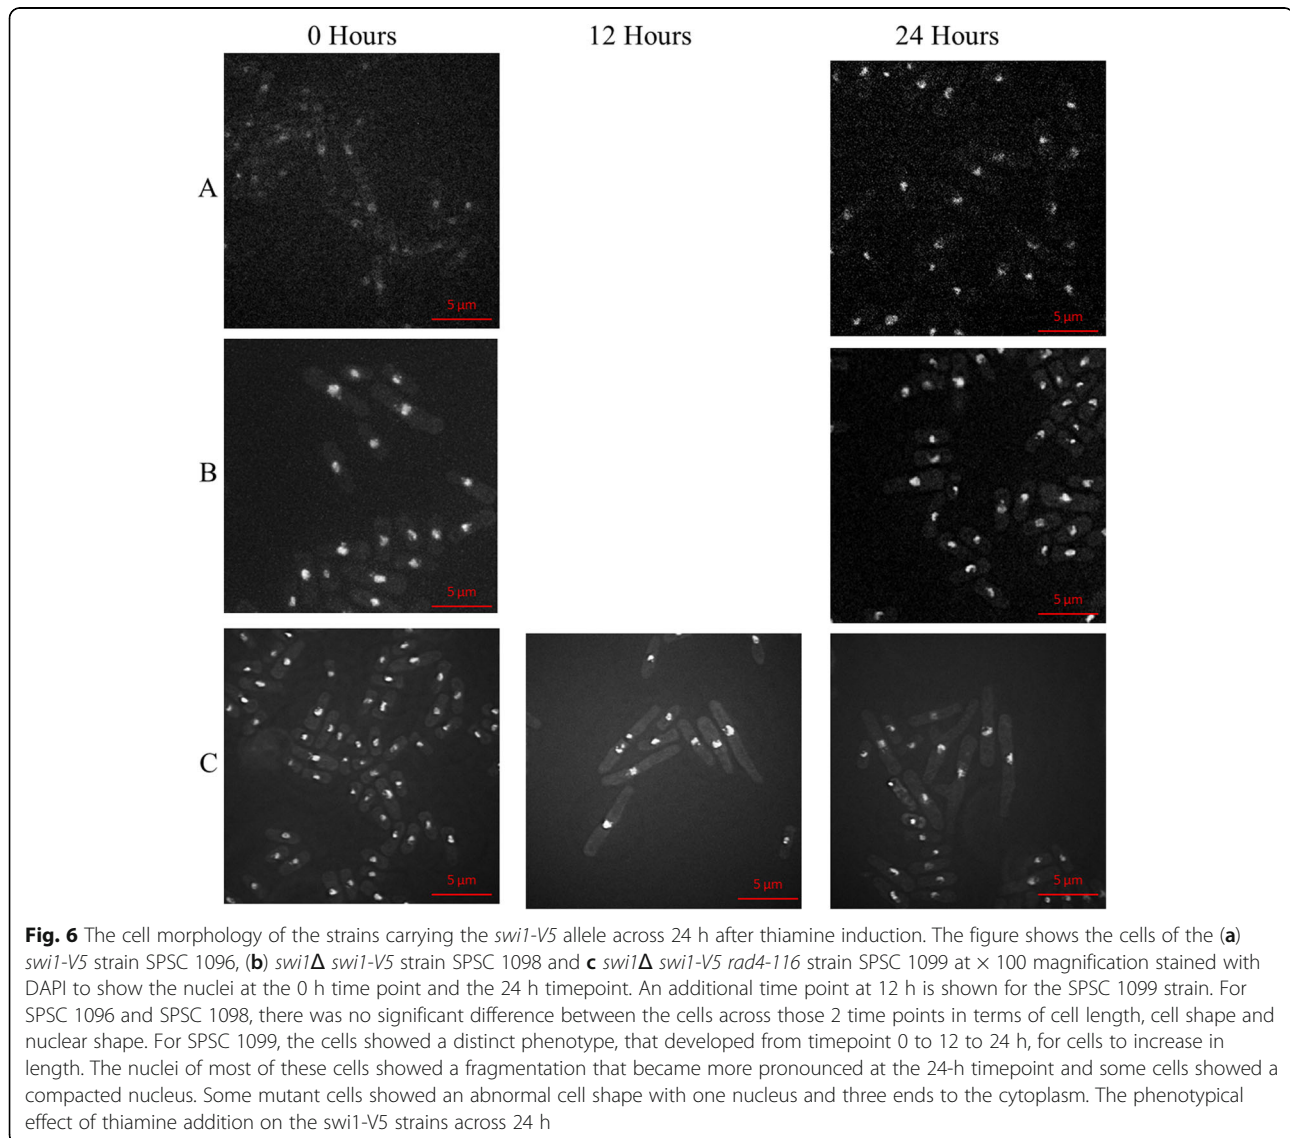 0 Hours 12 Hours 24 Hours
A
5 µm 5 µm
B
5 µm 5 µm
C
5 µm 5 µm 5 µm
Fig. 6 The cell morphology of the strains carrying the swi1-V5 allele across 24 h after thiamine induction. The figure shows the cells of the (a)
swi1-V5 strain SPSC 1096, (b) swi1Δ swi1-V5 strain SPSC 1098 and c swi1Δ swi1-V5 rad4-116 strain SPSC 1099 at × 100 magnification stained with
DAPI to show the nuclei at the 0 h time point and the 24 h timepoint. An additional time point at 12 h is shown for the SPSC 1099 strain. For
SPSC 1096 and SPSC 1098, there was no significant difference between the cells across those 2 time points in terms of cell length, cell shape and
nuclear shape. For SPSC 1099, the cells showed a distinct phenotype, that developed from timepoint 0 to 12 to 24 h, for cells to increase in
length. The nuclei of most of these cells showed a fragmentation that became more pronounced at the 24-h timepoint and some cells showed a
compacted nucleus. Some mutant cells showed an abnormal cell shape with one nucleus and three ends to the cytoplasm. The phenotypical
effect of thiamine addition on the swi1-V5 strains across 24 h